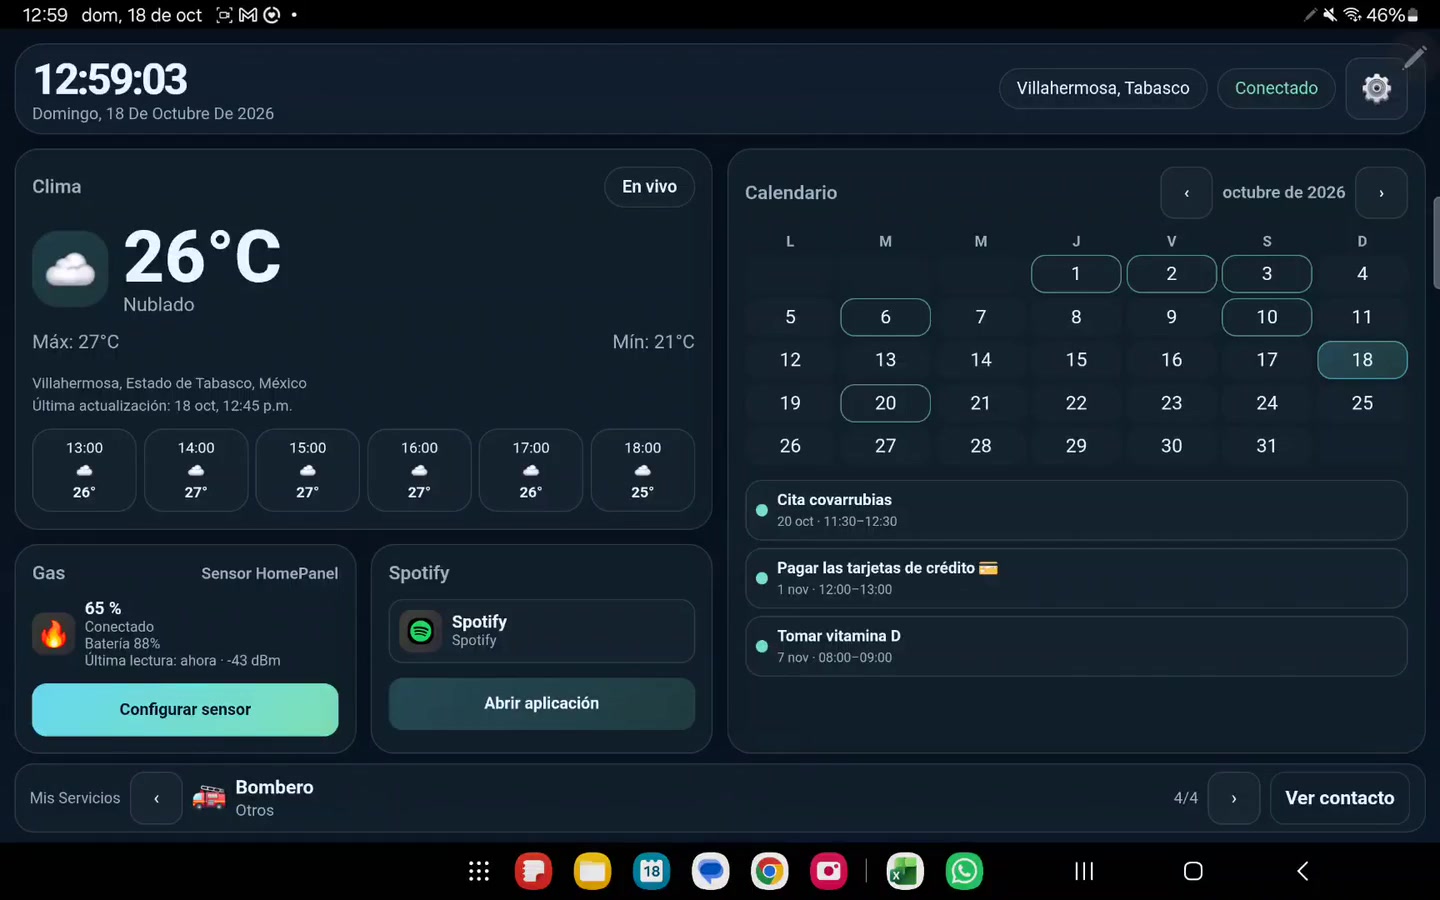 12:59 dom, 18 de oct
46%
12:59:03
Domingo, 18 De Octubre De 2026
Villahermosa, Tabasco
Conectado
Clima
En vivo
26°C
Nublado
Máx: 27°C
Mín: 21°C
Villahermosa, Estado de Tabasco, México
Última actualización: 18 oct, 12:45 p.m.
13:00 14:00 15:00 16:00 17:00 18:00
26° 27° 27° 27° 26° 25°
Gas
Sensor HomePanel
65 %
Conectado
Batería 88%
Última lectura: ahora · -43 dBm
Configurar sensor
Spotify
Spotify
Spotify
Abrir aplicación
Calendario
‹ octubre de 2026 ›
L M M J V S D
1 2 3 4
5 6 7 8 9 10 11
12 13 14 15 16 17 18
19 20 21 22 23 24 25
26 27 28 29 30 31
Cita covarrubias
20 oct · 11:30–12:30
Pagar las tarjetas de crédito 💳
1 nov · 12:00–13:00
Tomar vitamina D
7 nov · 08:00–09:00
Mis Servicios
‹
Bombero
Otros
4/4
›
Ver contacto
18